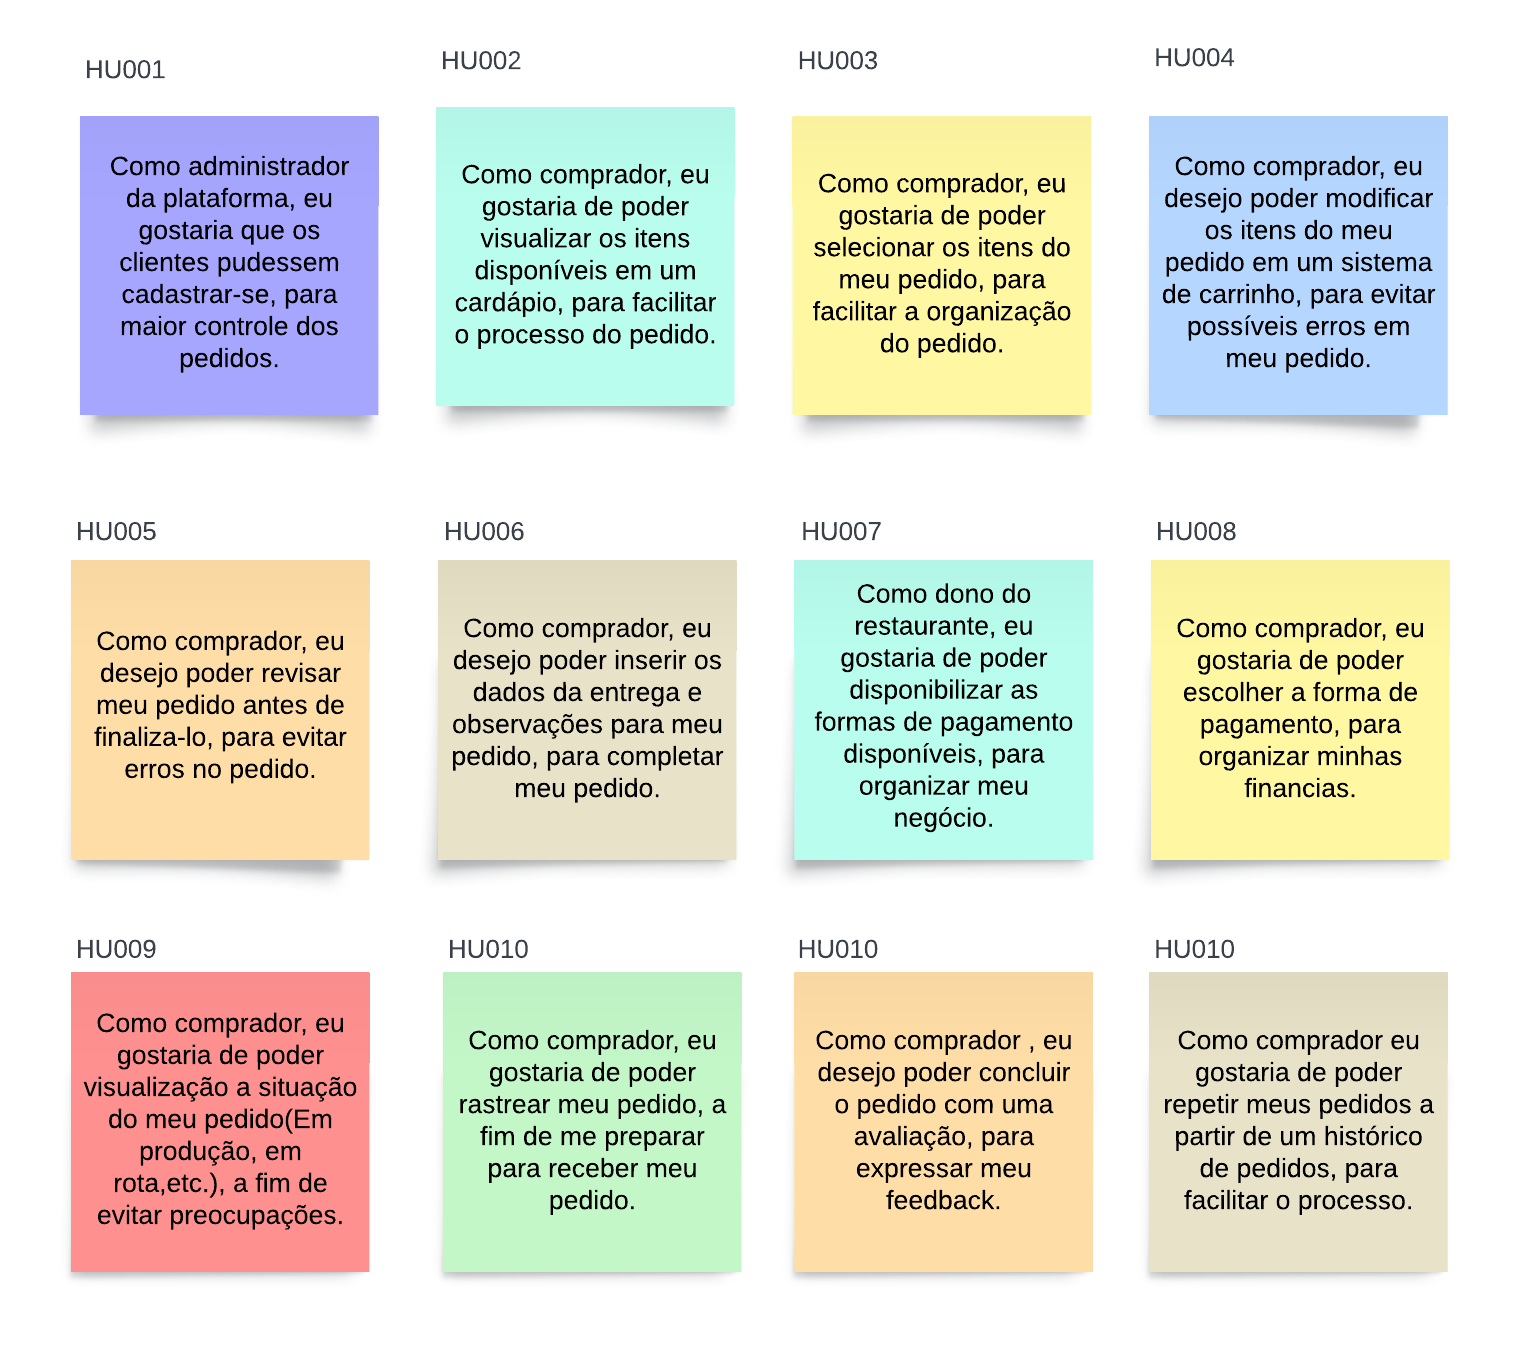 HU001
Como administrador
da plataforma, eu
gostaria que os
clientes pudessem
cadastrar-se, para
maior controle dos
pedidos.
HU002
Como comprador, eu
gostaria de poder
visualizar os itens
disponíveis em um
cardápio, para facilitar
o processo do pedido.
HU003
Como comprador, eu
gostaria de poder
selecionar os itens do
meu pedido, para
facilitar a organização
do pedido.
HU004
Como comprador, eu
desejo poder modificar
os itens do meu
pedido em um sistema
de carrinho, para evitar
possíveis erros em
meu pedido.
HU005
Como comprador, eu
desejo poder revisar
meu pedido antes de
finaliza-lo, para evitar
erros no pedido.
HU006
Como comprador, eu
desejo poder inserir os
dados da entrega e
observações para meu
pedido, para completar
meu pedido.
HU007
Como dono do
restaurante, eu
gostaria de poder
disponibilizar as
formas de pagamento
disponíveis, para
organizar meu
negócio.
HU008
Como comprador, eu
gostaria de poder
escolher a forma de
pagamento, para
organizar minhas
financias.
HU009
Como comprador, eu
gostaria de poder
visualização a situação
do meu pedido(Em
produção, em
rota,etc.), a fim de
evitar preocupações.
HU010
Como comprador, eu
gostaria de poder
rastrear meu pedido, a
fim de me preparar
para receber meu
pedido.
HU010
Como comprador , eu
desejo poder concluir
o pedido com uma
avaliação, para
expressar meu
feedback.
HU010
Como comprador eu
gostaria de poder
repetir meus pedidos a
partir de um histórico
de pedidos, para
facilitar o processo.